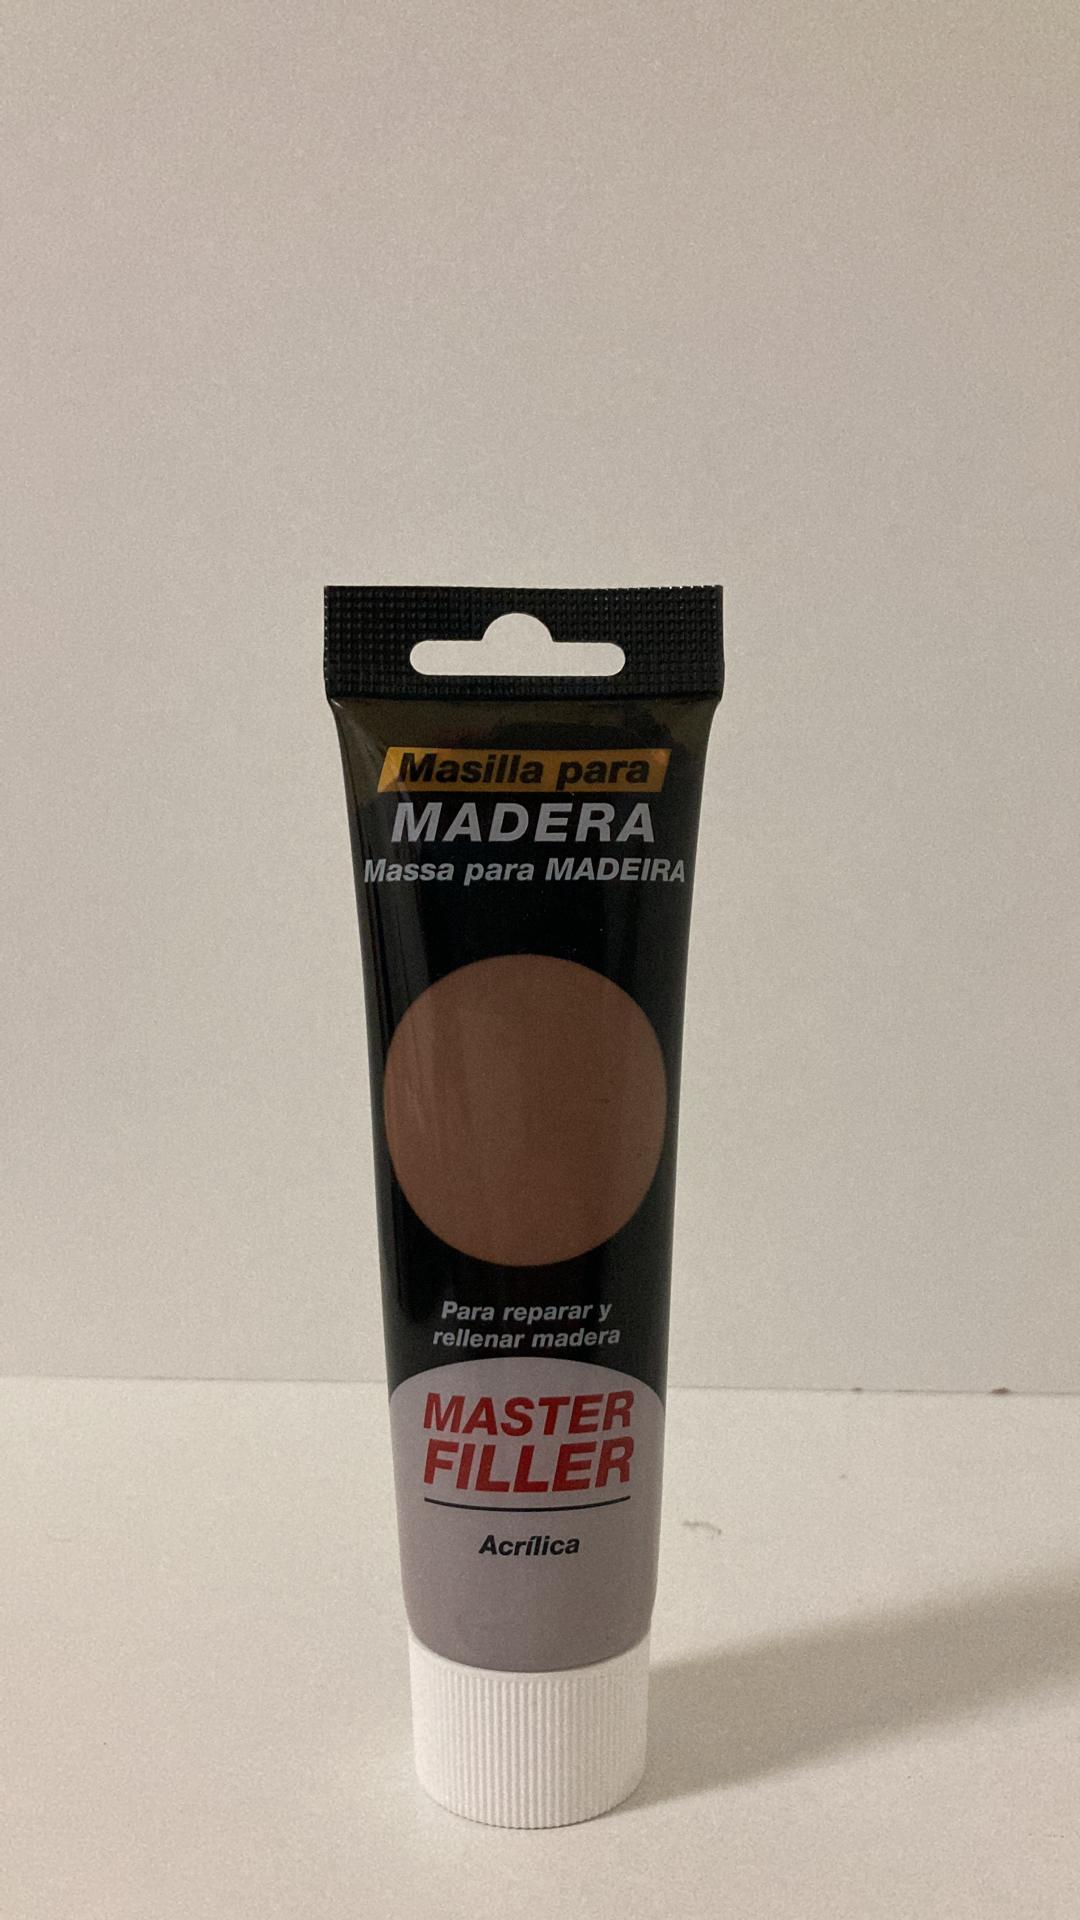 Masilla para
MADERA
Massa para MADEIRA
Para reparar y
rellenar madera
MASTER
FILLER
Acrílica